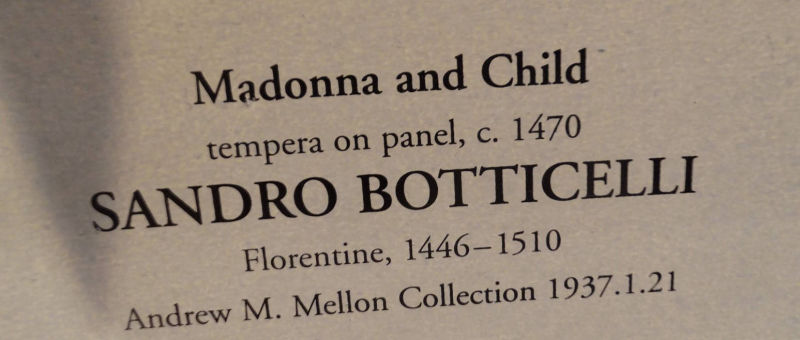 Madonna and Child
tempera on panel, c. 1470
SANDRO BOTTICELLI
Florentine, 1446–1510
Andrew M. Mellon Collection 1937.1.21